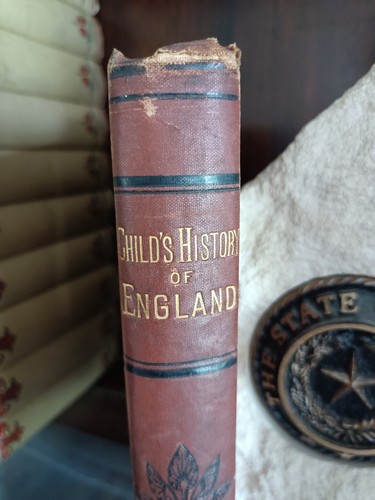 CHILD'S HISTORY
OF
ENGLAND
THE STATE